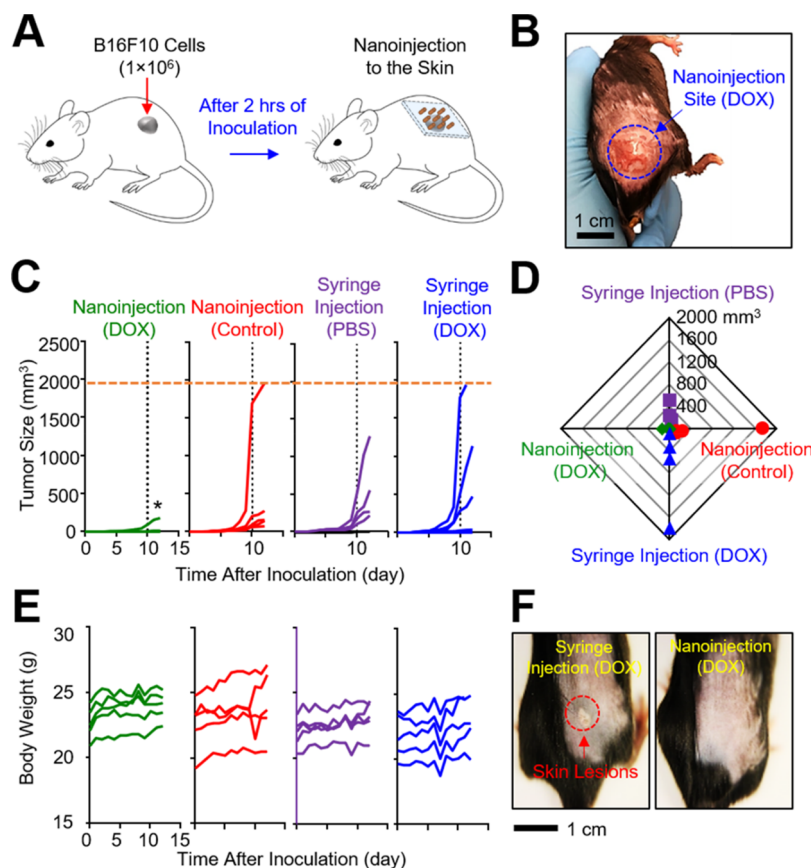 A
B16F10 Cells
(1×10⁶)
After 2 hrs of
Inoculation
Nanoinjection
to the Skin
B
Nanoinjection
Site (DOX)
1 cm
C
Nanoinjection
(DOX)
Nanoinjection
(Control)
Syringe
Injection
(PBS)
Syringe
Injection
(DOX)
Tumor Size (mm³)
2500
2000
1500
1000
500
0
*
0 5 10 15
10
10
10
Time After Inoculation (day)
D
Syringe Injection (PBS)
2000 mm³
1600
1200
800
400
Nanoinjection
(DOX)
Nanoinjection
(Control)
Syringe Injection (DOX)
E
Body Weight (g)
30
25
20
15
0 5 10 15
Time After Inoculation (day)
F
Syringe
Injection (DOX)
Skin Lesions
Nanoinjection
(DOX)
1 cm